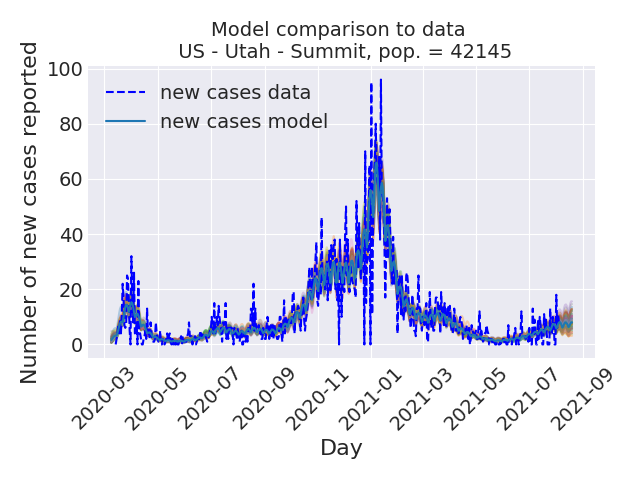 Model comparison to data
US - Utah - Summit, pop. = 42145
Number of new cases reported
100
80
60
40
20
0
new cases data
new cases model
2020-03
2020-05
2020-07
2020-09
2020-11
2021-01
2021-03
2021-05
2021-07
2021-09
Day